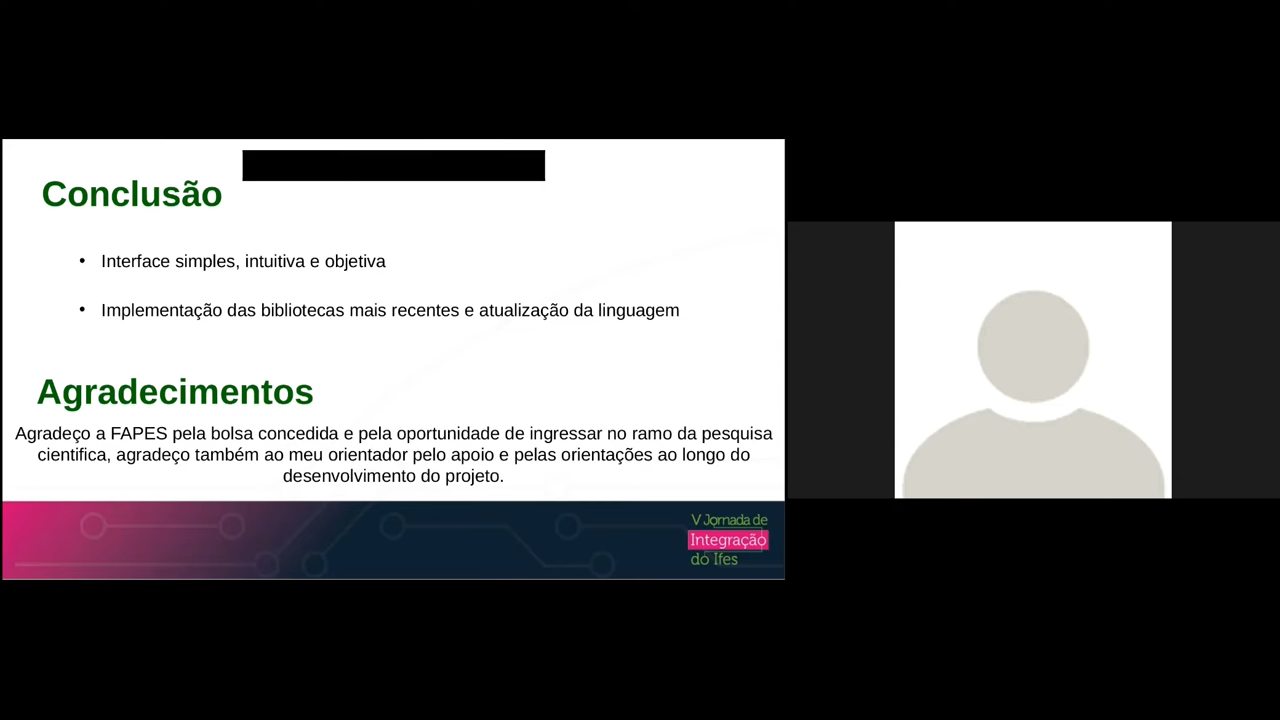 Conclusão
• Interface simples, intuitiva e objetiva
• Implementação das bibliotecas mais recentes e atualização da linguagem
Agradecimentos
Agradeço a FAPES pela bolsa concedida e pela oportunidade de ingressar no ramo da pesquisa
cientifica, agradeço também ao meu orientador pelo apoio e pelas orientações ao longo do
desenvolvimento do projeto.
V Jornada de
Integração
do Ifes